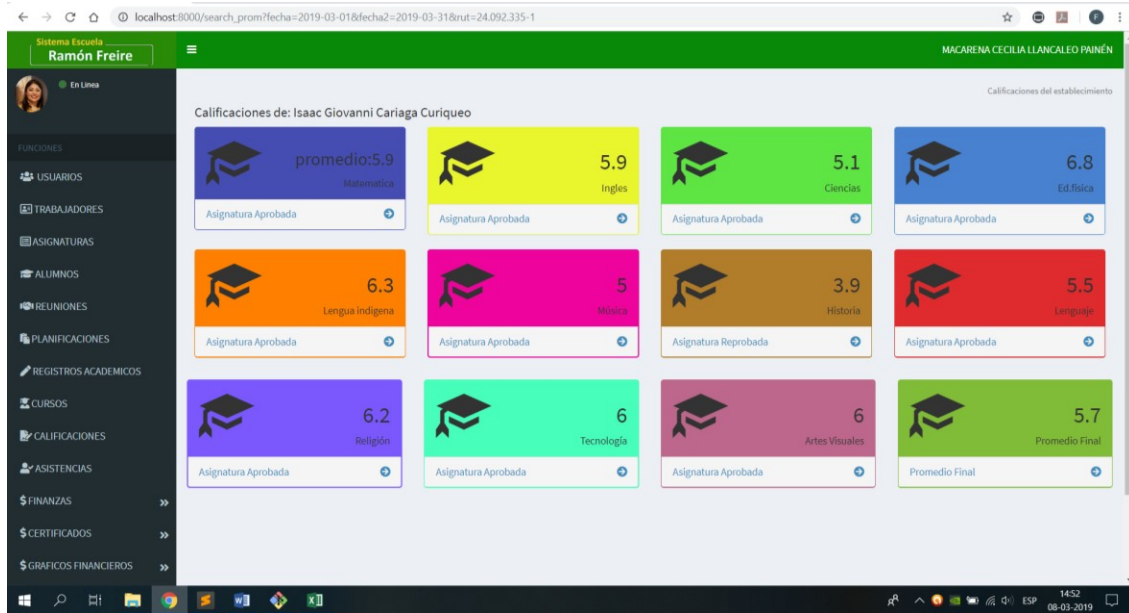 localhost:8000/search_prom?fecha=2019-03-01&fecha2=2019-03-31&rut=24.092.335-1
Sistema Escuela
Ramón Freire
MACARENA CECILIA LLANCALEO PAINÉN
En Linea
Calificaciones del establecimiento
Calificaciones de: Isaac Giovanni Cariaga Curiqueo
FUNCIONES
USUARIOS
TRABAJADORES
ASIGNATURAS
ALUMNOS
REUNIONES
PLANIFICACIONES
REGISTROS ACADEMICOS
CURSOS
CALIFICACIONES
ASISTENCIAS
$ FINANZAS
$ CERTIFICADOS
$ GRAFICOS FINANCIEROS
promedio:5.9
Matematica
Asignatura Aprobada
5.9
Ingles
Asignatura Aprobada
5.1
Ciencias
Asignatura Aprobada
6.8
Ed.fisica
Asignatura Aprobada
6.3
Lengua indigena
Asignatura Aprobada
5
Música
Asignatura Aprobada
3.9
Historia
Asignatura Reprobada
5.5
Lenguaje
Asignatura Aprobada
6.2
Religión
Asignatura Aprobada
6
Tecnología
Asignatura Aprobada
6
Artes Visuales
Asignatura Aprobada
5.7
Promedio Final
Promedio Final
ESP
14:52
08-03-2019